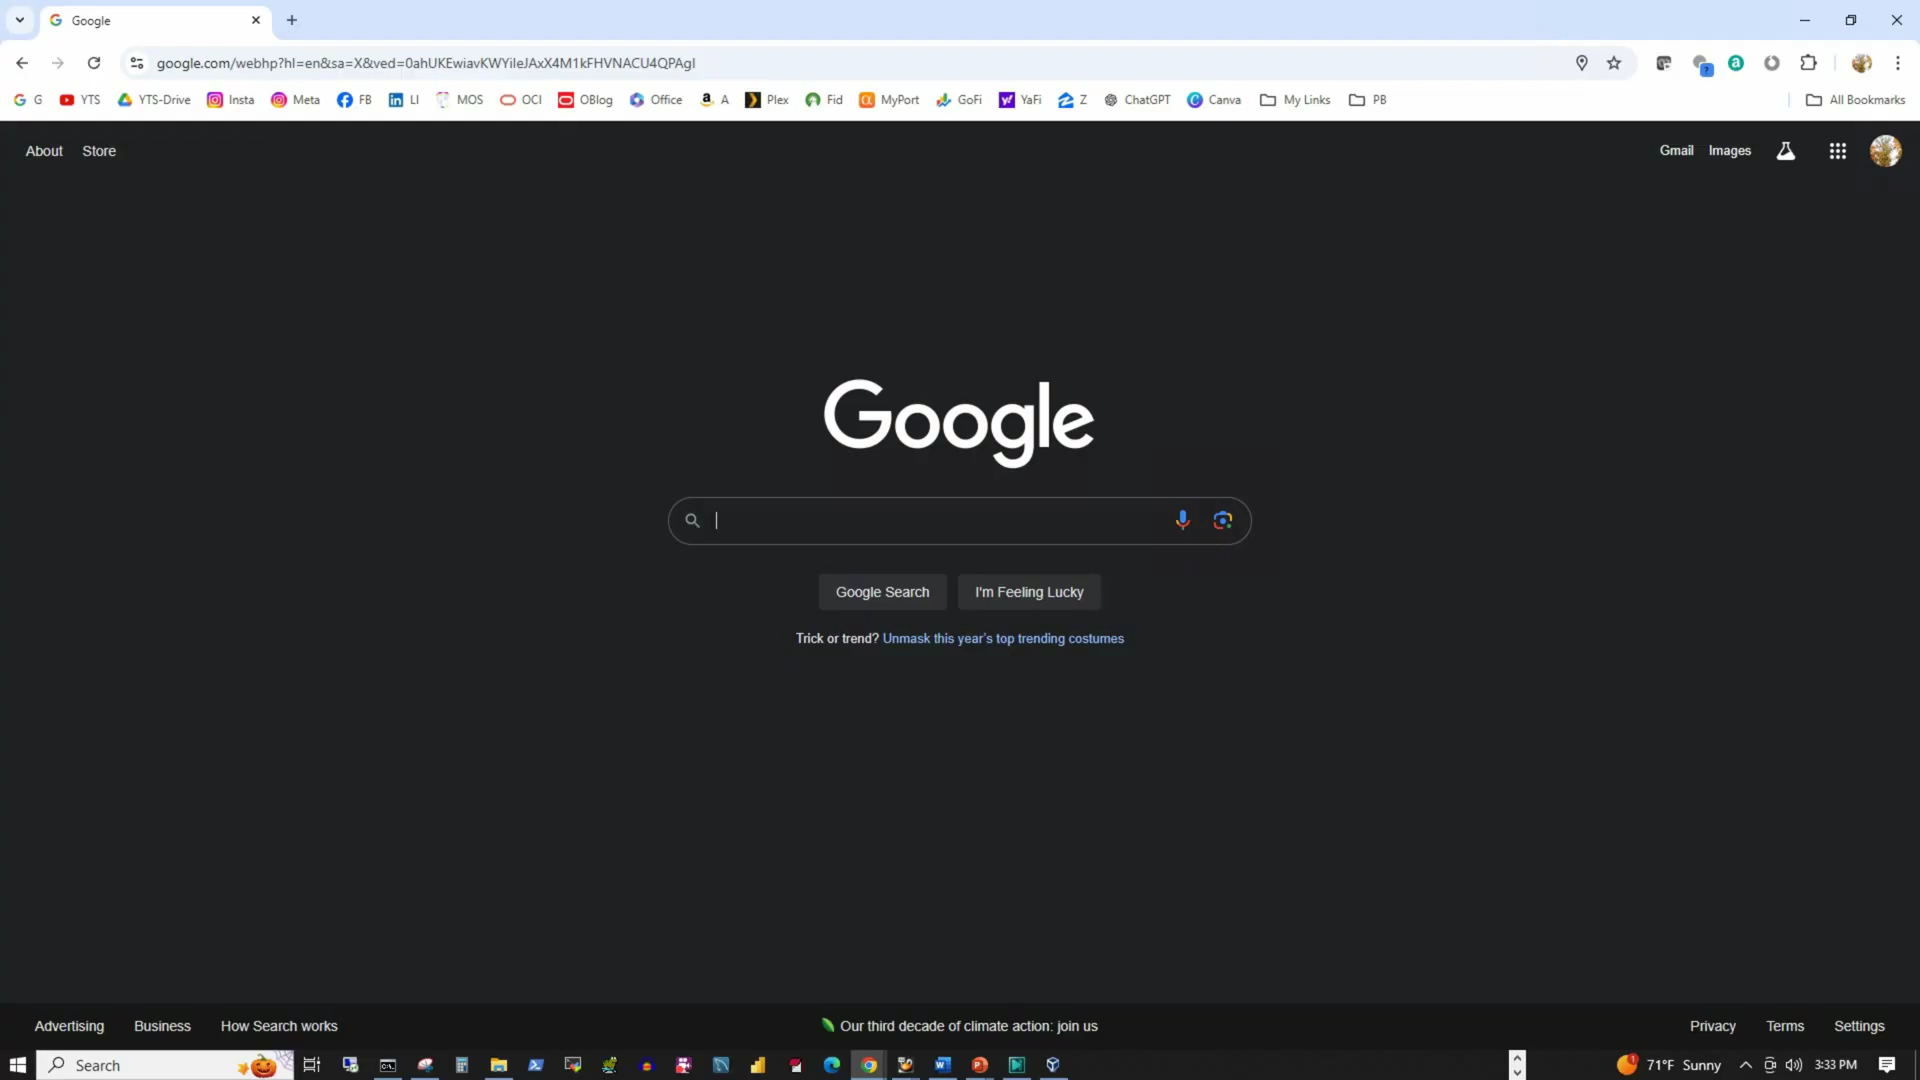 Google
google.com/webhp?hl=en&sa=X&ved=0ahUKEwiavKWYileJAxX4M1kFHVNACU4QPAgI
G YTS YTS-Drive Insta Meta FB LI MOS OCI OBlog Office A Plex Fid MyPort GoFi YaFi Z ChatGPT Canva My Links PB All Bookmarks
About Store Gmail Images
Google
Google Search I'm Feeling Lucky
Trick or trend? Unmask this year's top trending costumes
Advertising Business How Search works Our third decade of climate action: join us Privacy Terms Settings
Search 71°F Sunny 3:33 PM